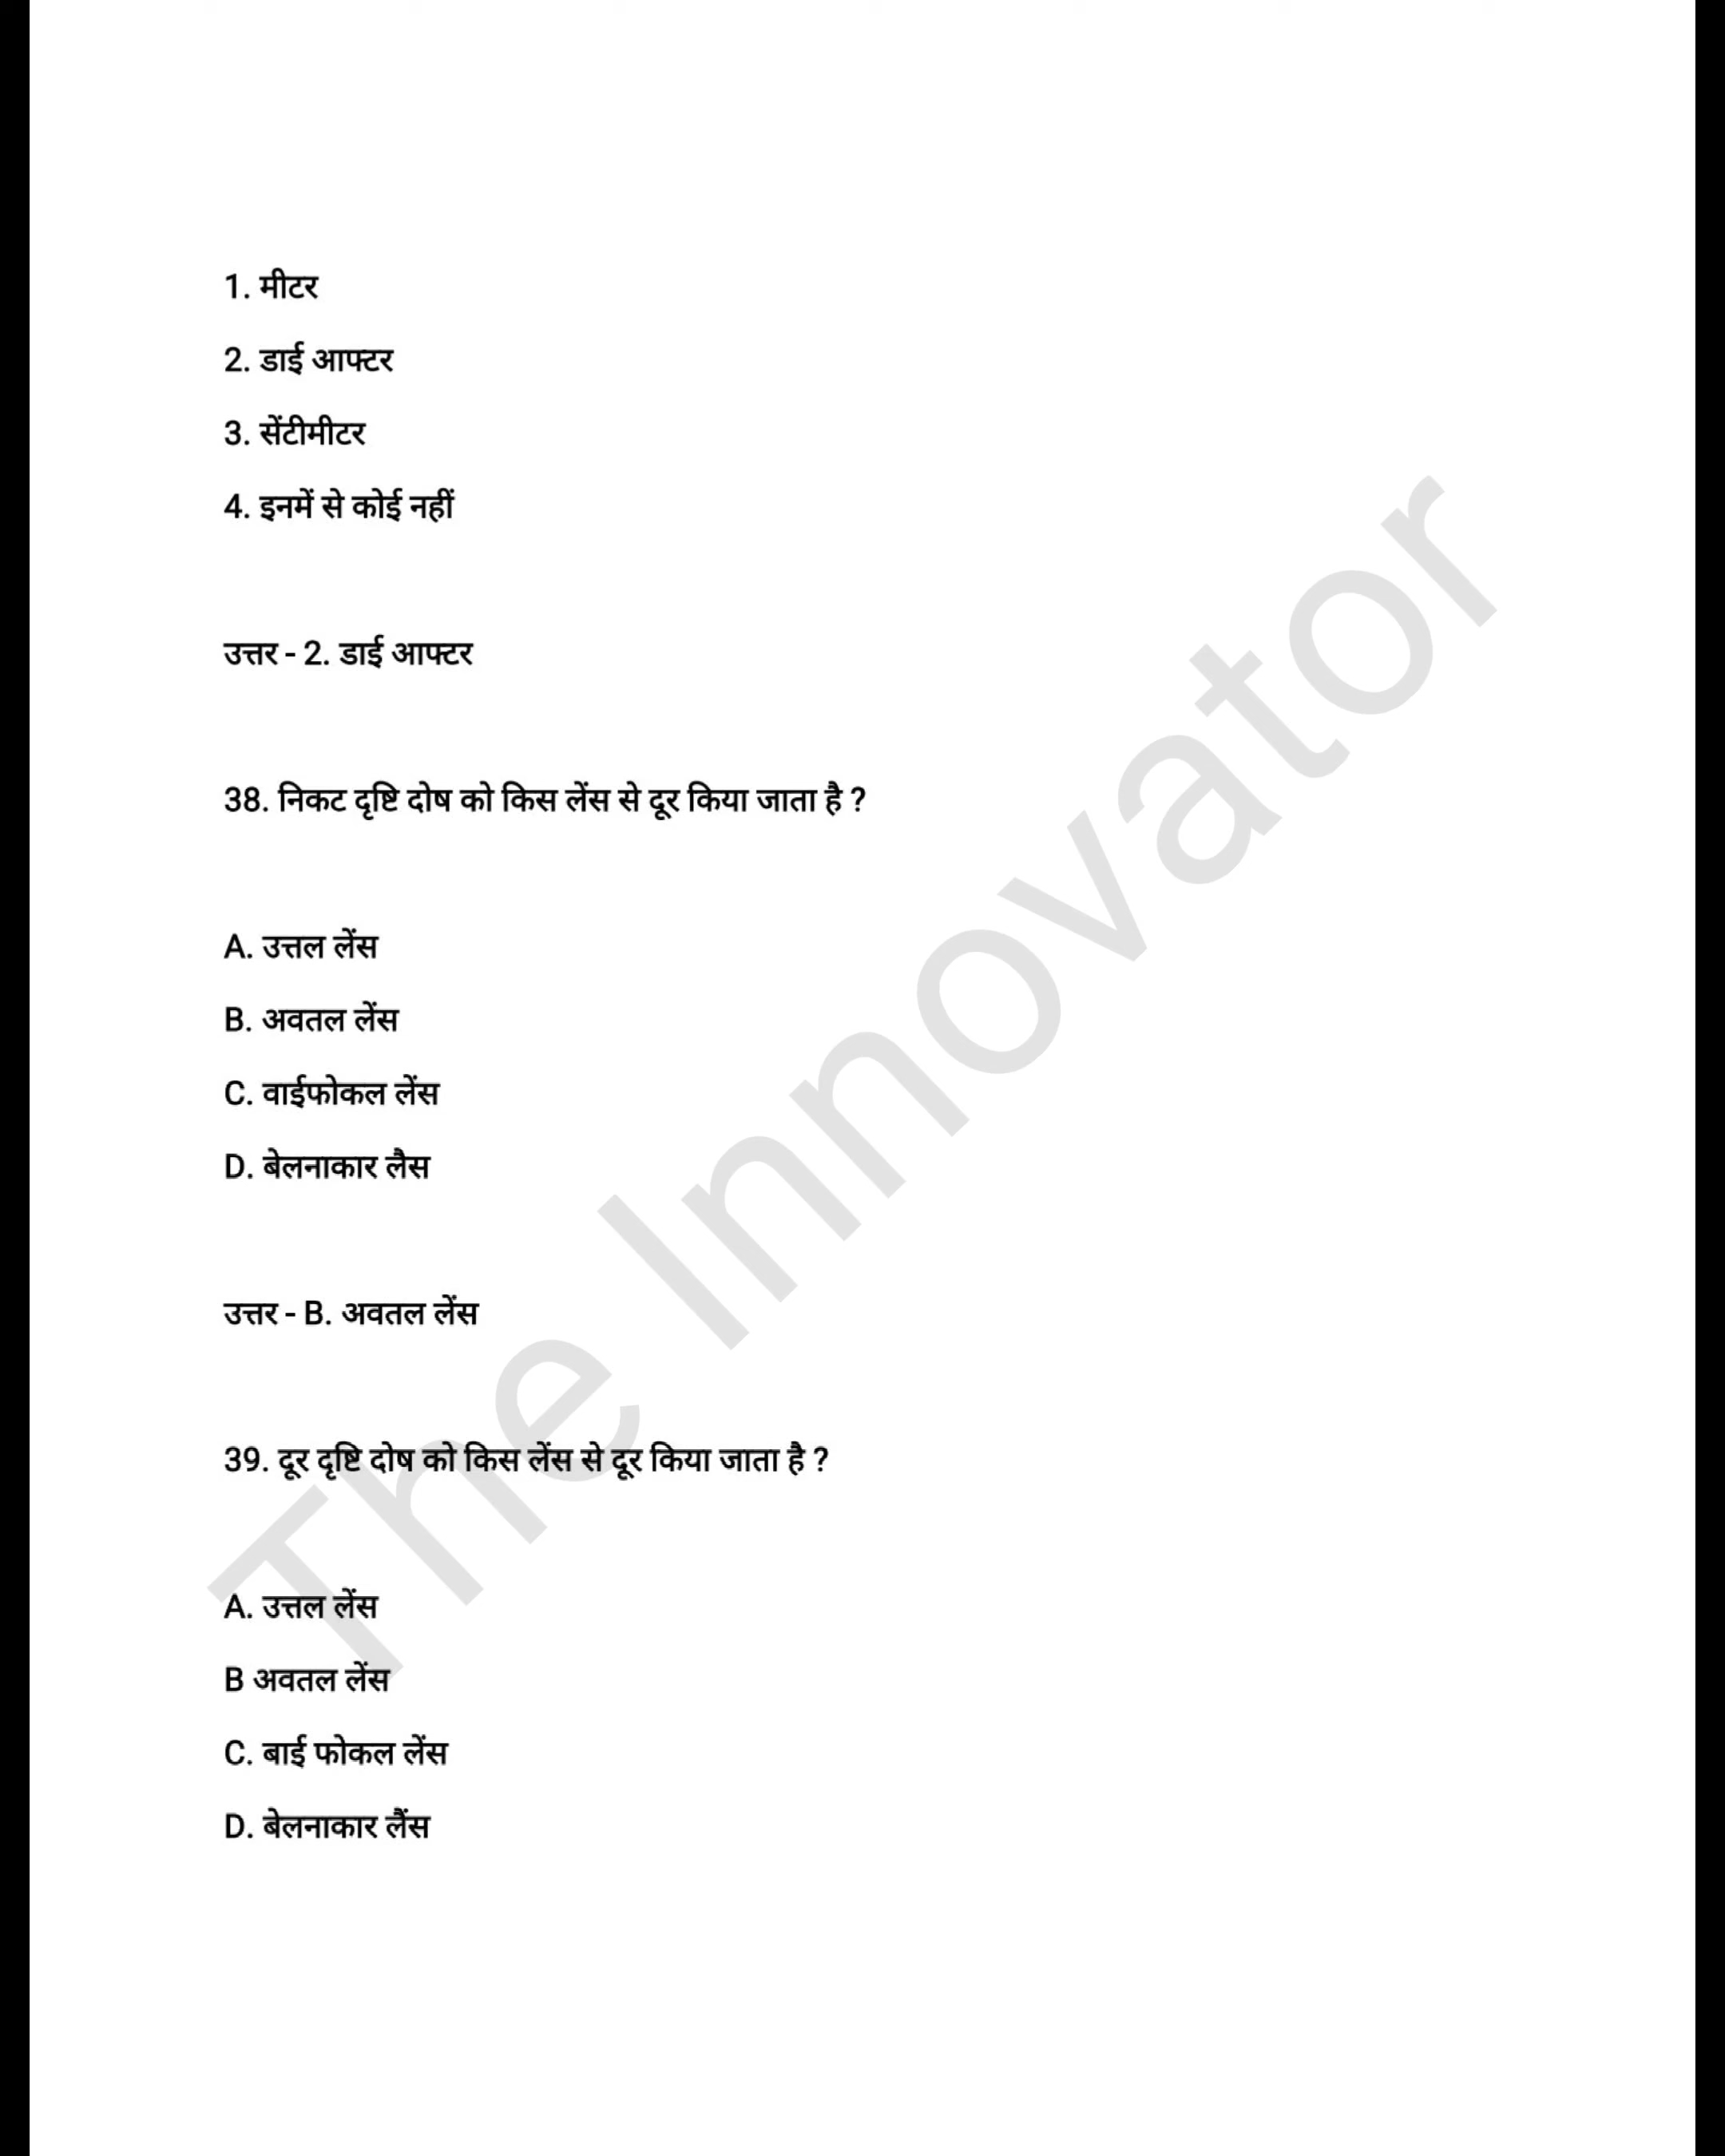 1. मीटर
2. डाई आफ्टर
3. सेंटीमीटर
4. इनमें से कोई नहीं
उत्तर - 2. डाई आफ्टर
38. निकट दृष्टि दोष को किस लेंस से दूर किया जाता है ?
A. उत्तल लेंस
B. अवतल लेंस
C. वाईफोकल लेंस
D. बेलनाकार लैस
उत्तर - B. अवतल लेंस
39. दूर दृष्टि दोष को किस लेंस से दूर किया जाता है ?
A. उत्तल लेंस
B अवतल लेंस
C. बाई फोकल लेंस
D. बेलनाकार लैंस
The Innovator